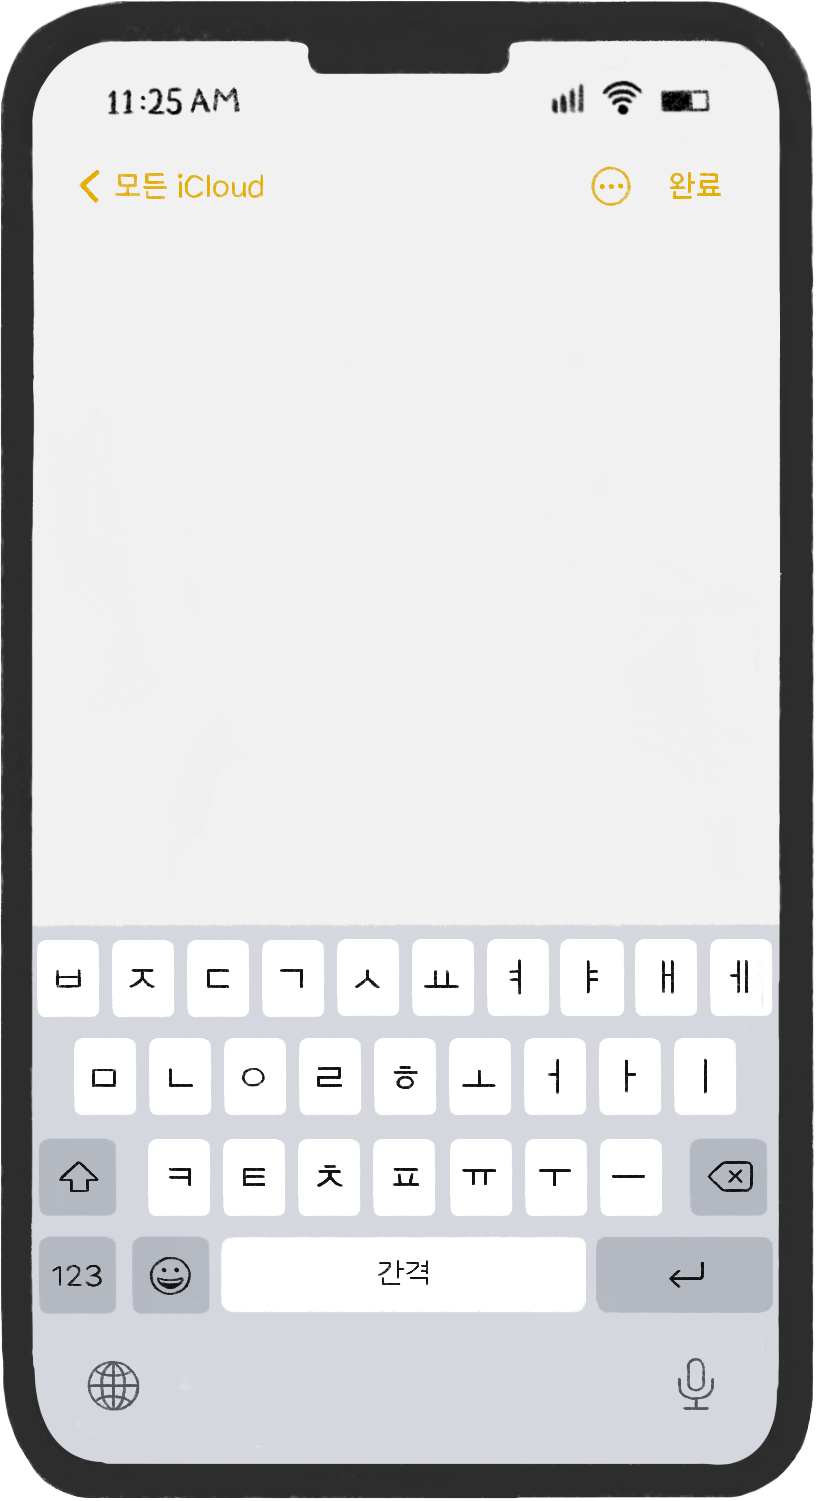 11:25 AM
모든 iCloud 완료
ㅂ ㅈ ㄷ ㄱ ㅅ ㅛ ㅕ ㅑ ㅐ ㅔ
ㅁ ㄴ ㅇ ㄹ ㅎ ㅗ ㅓ ㅏ ㅣ
ㅋ ㅌ ㅊ ㅍ ㅠ ㅜ ㅡ
123 간격